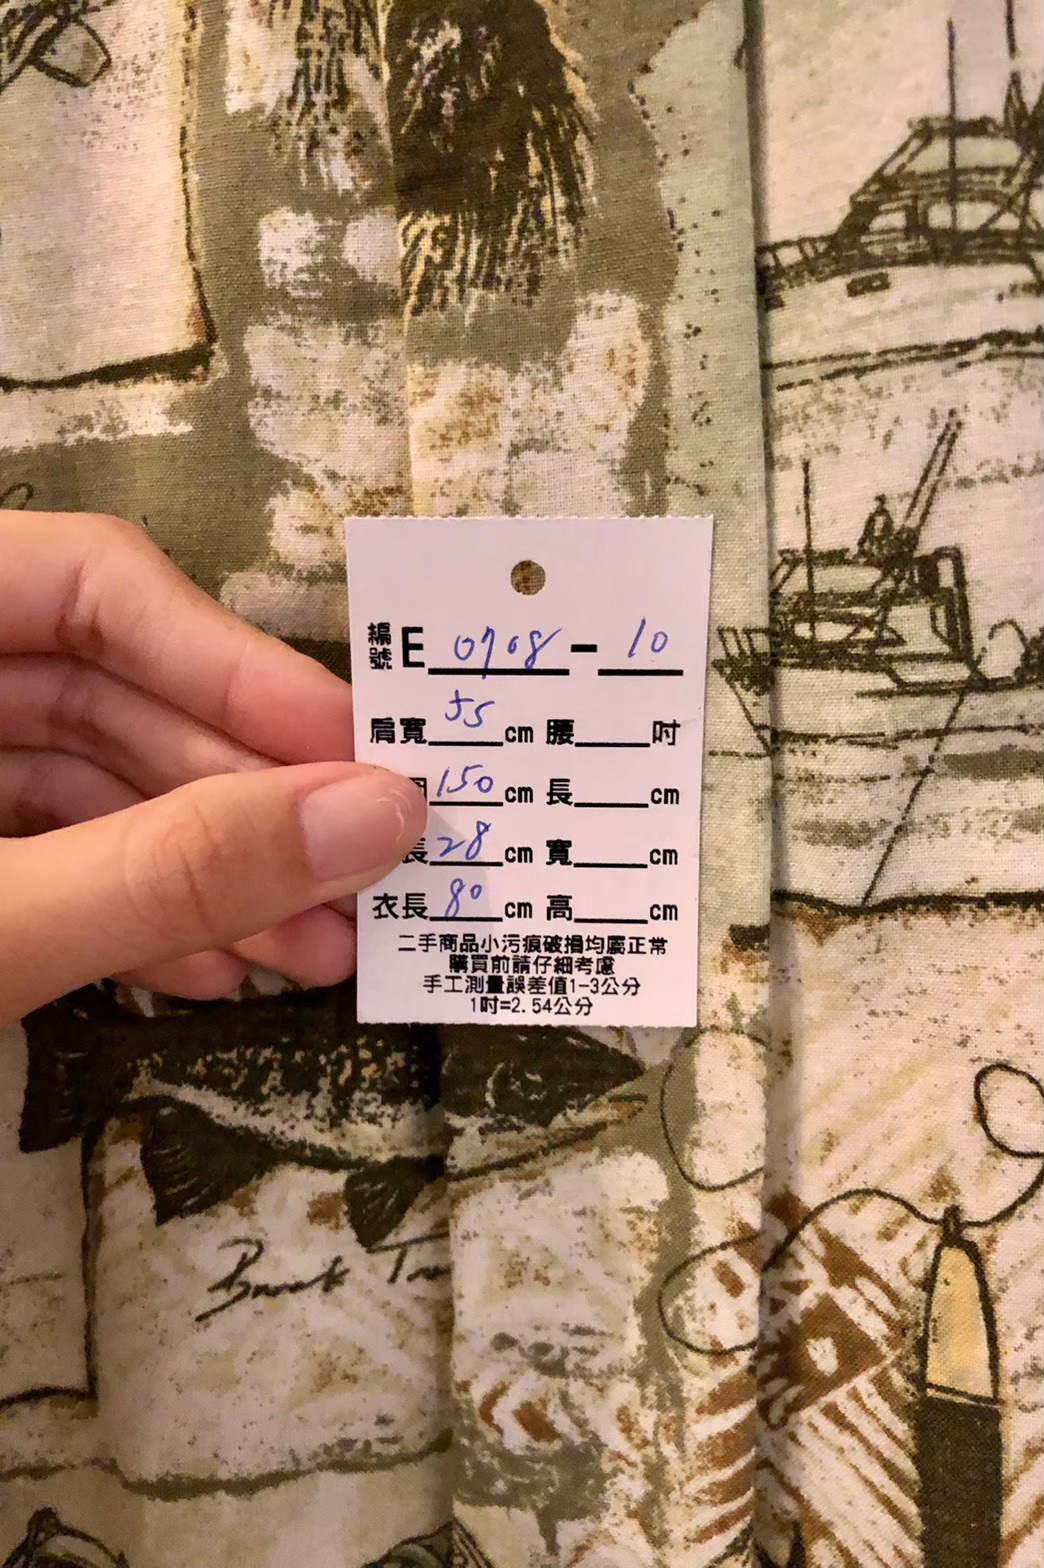 編號E 0708-10
肩寬 55 cm 腰 吋
150 cm 長 cm
長 28 cm 寬 cm
衣長 80 cm 高 cm
二手商品小污痕破損均屬正常
購買前請仔細考慮
手工測量誤差值1-3公分
1吋=2.54公分